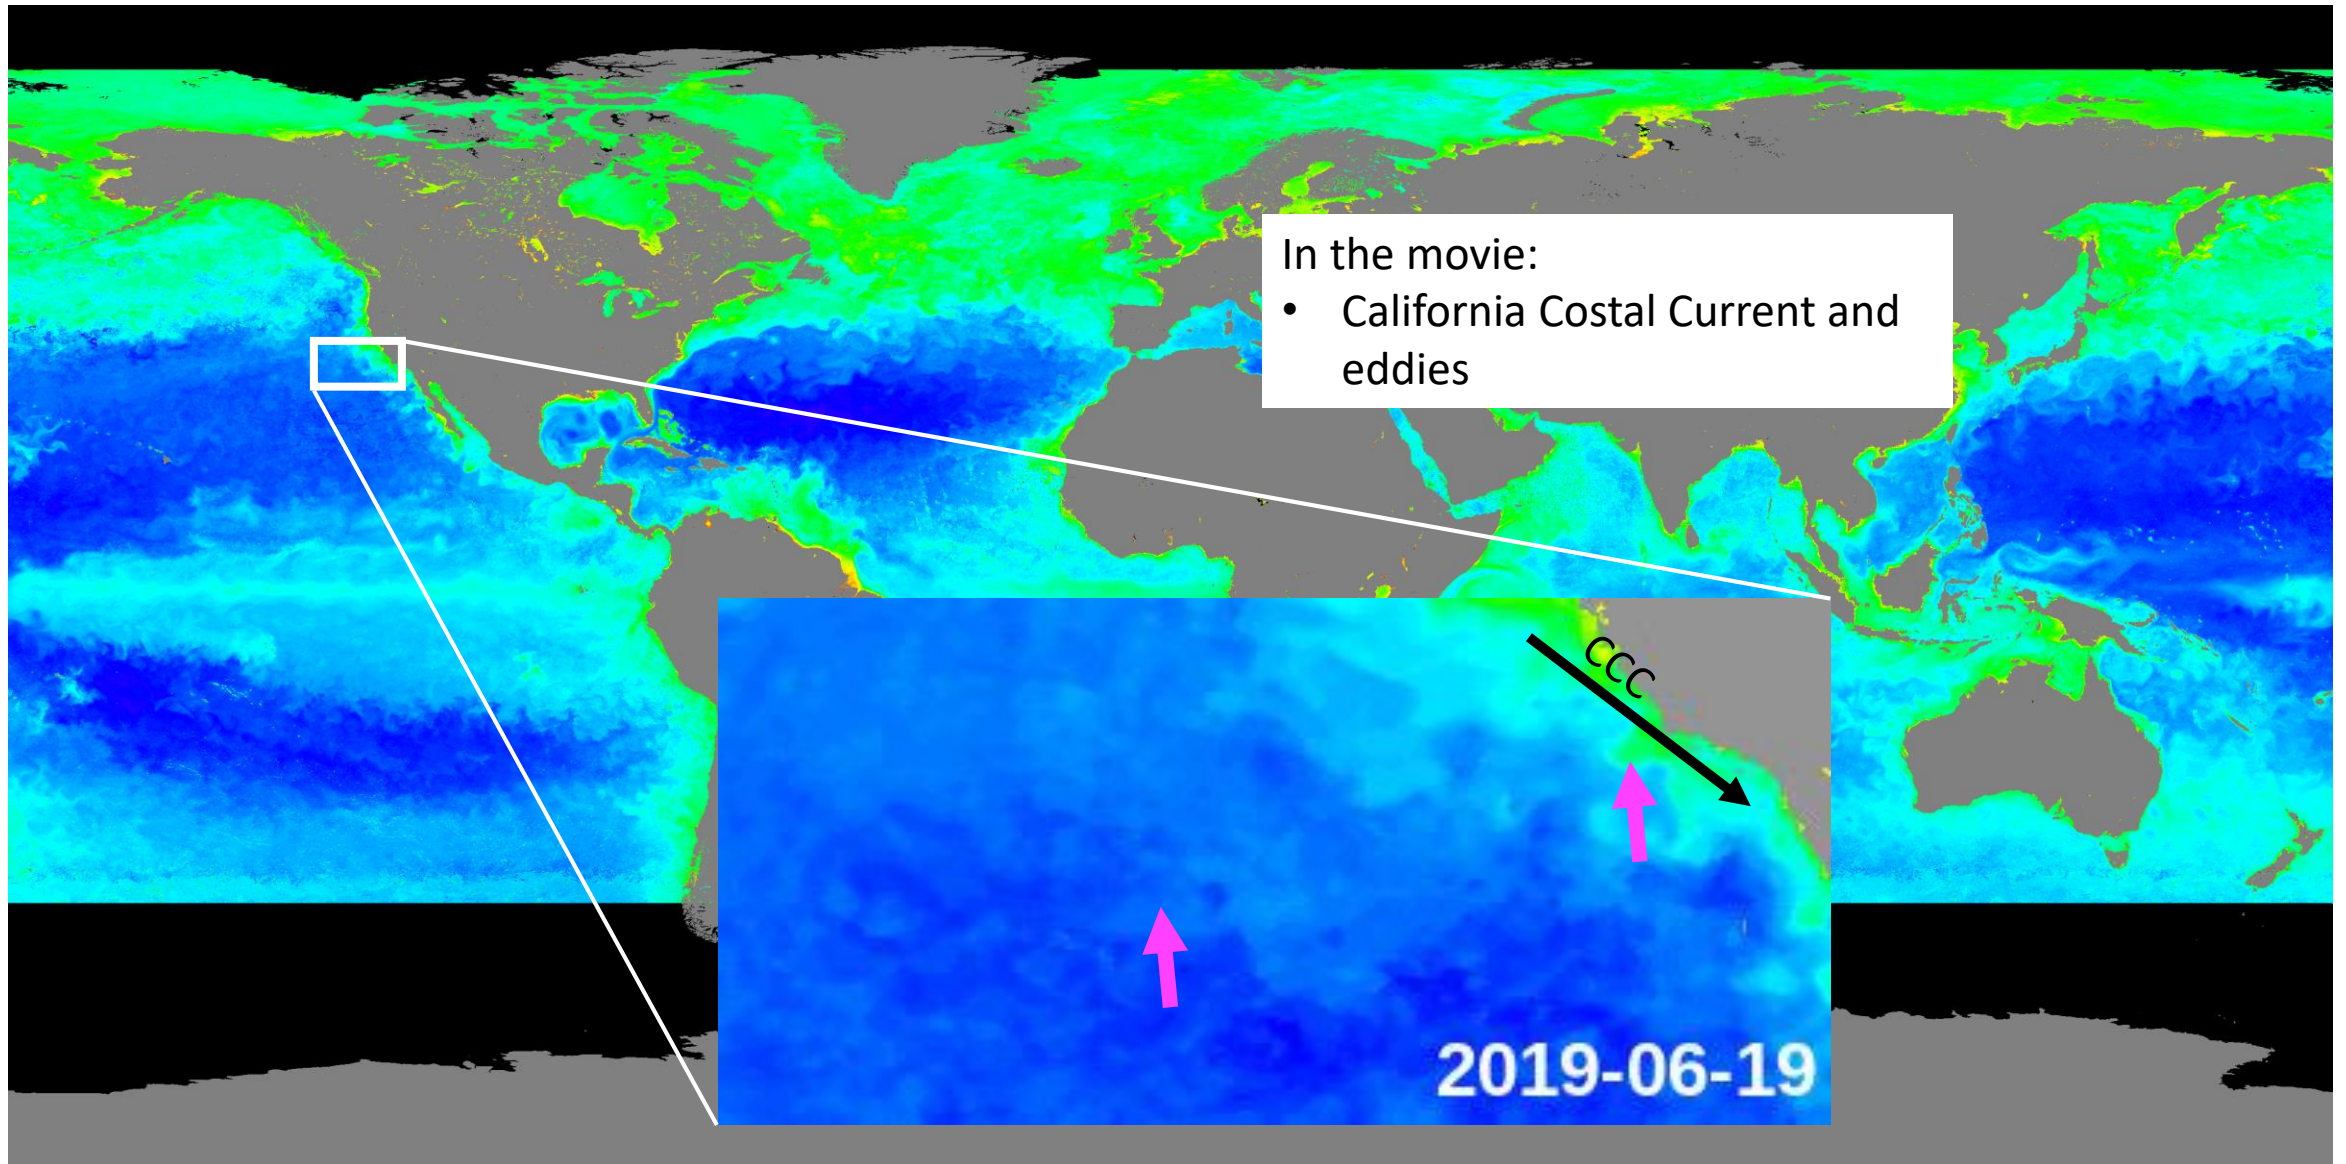 In the movie:
• California Costal Current and
eddies
CCC
2019-06-19